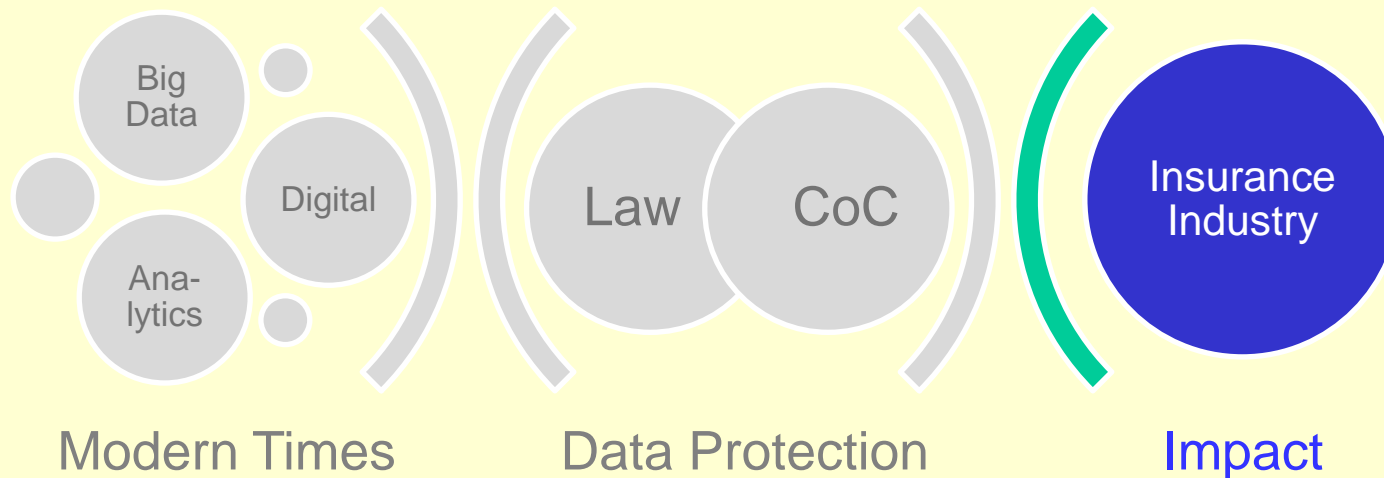 Big
Data
Digital
Ana-
lytics
Modern Times
Law
CoC
Data Protection
Insurance
Industry
Impact